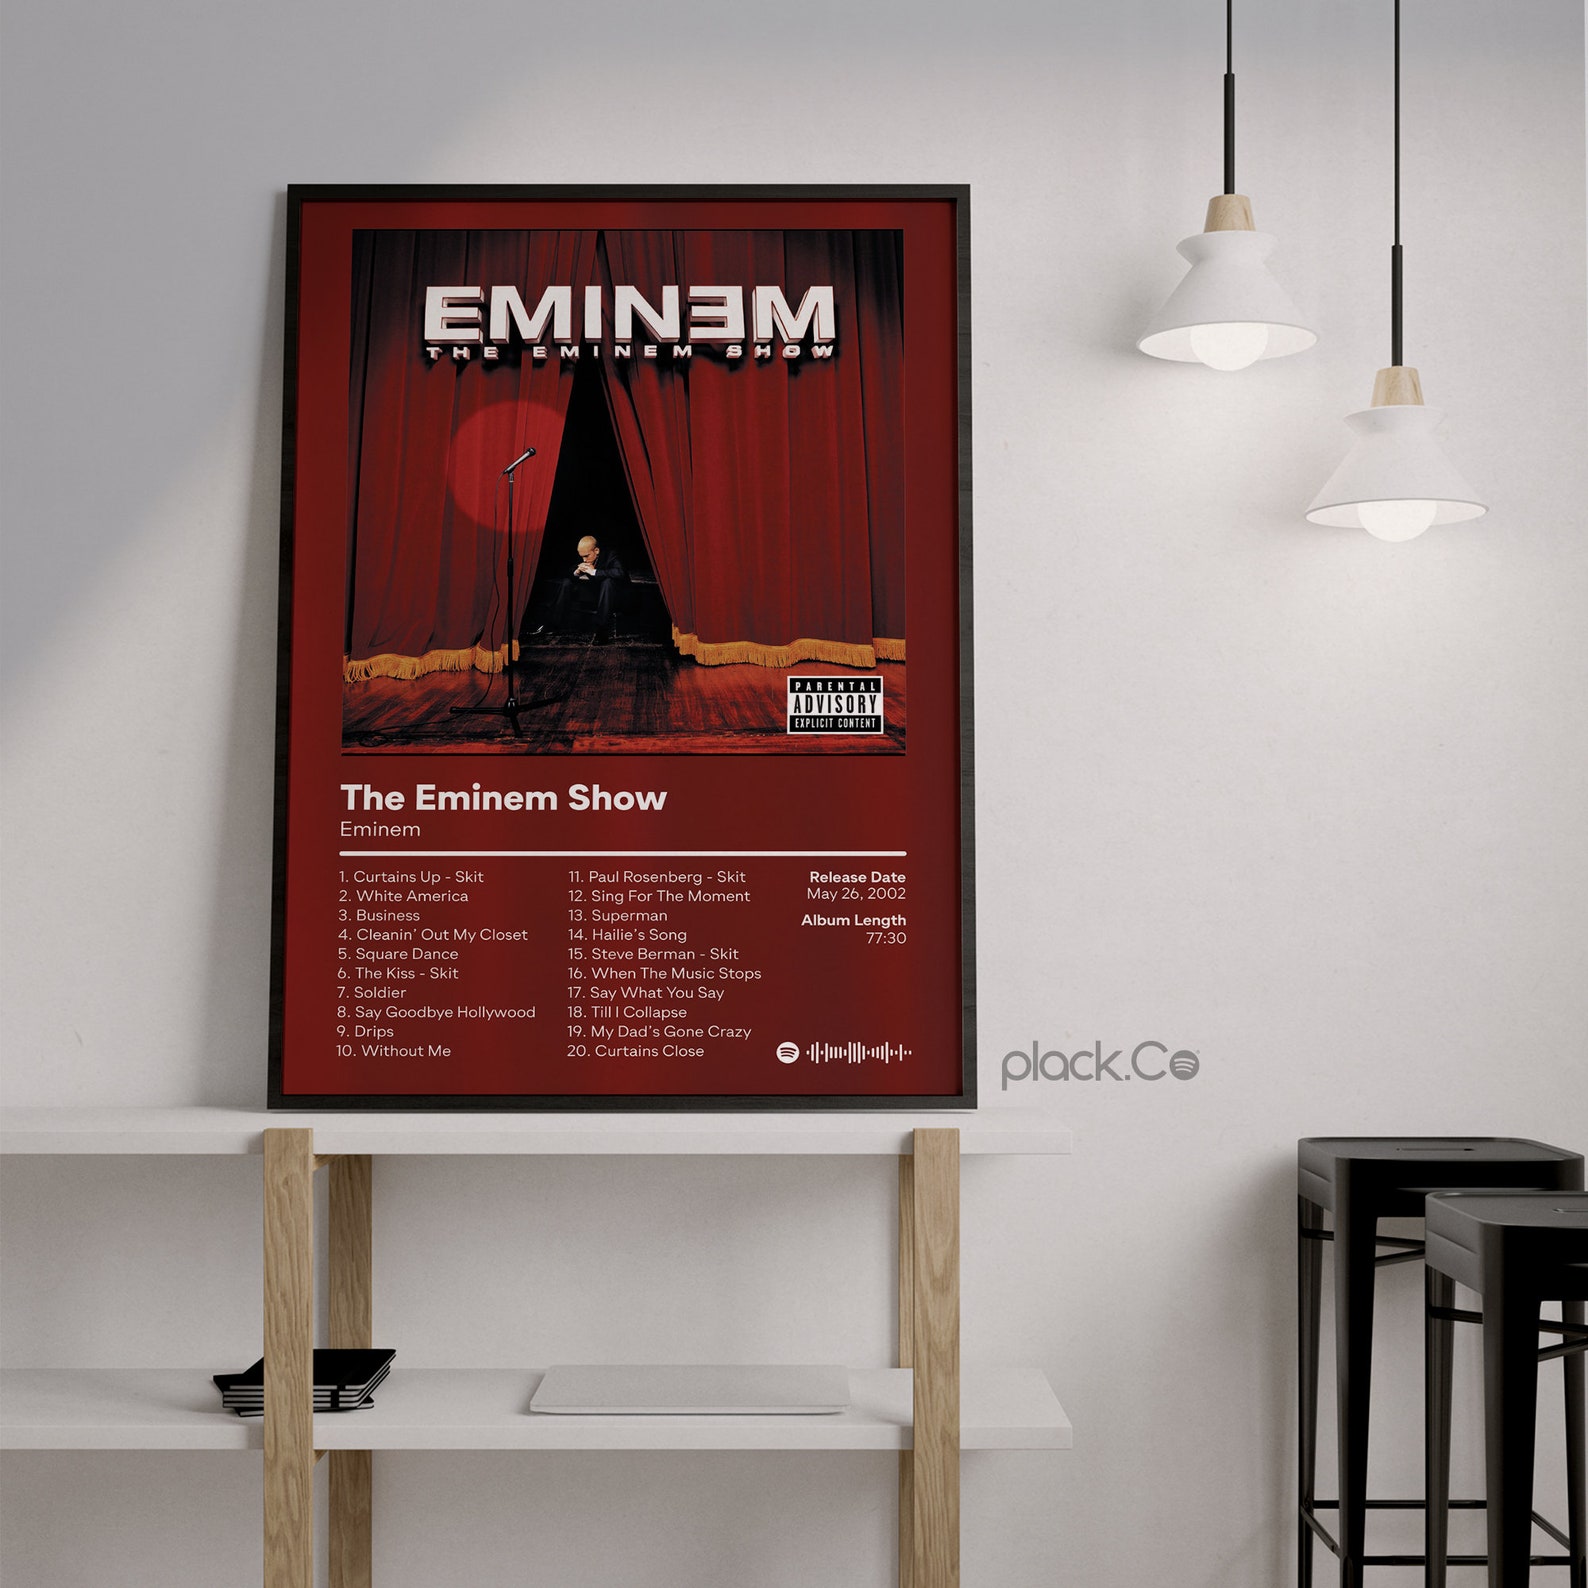 EMINƎM
THE EMINEM SHOW
PARENTAL
ADVISORY
EXPLICIT CONTENT
The Eminem Show
Eminem
1. Curtains Up - Skit
2. White America
3. Business
4. Cleanin’ Out My Closet
5. Square Dance
6. The Kiss - Skit
7. Soldier
8. Say Goodbye Hollywood
9. Drips
10. Without Me
11. Paul Rosenberg - Skit
12. Sing For The Moment
13. Superman
14. Hailie’s Song
15. Steve Berman - Skit
16. When The Music Stops
17. Say What You Say
18. Till I Collapse
19. My Dad’s Gone Crazy
20. Curtains Close
Release Date
May 26, 2002
Album Length
77:30
plack.Co